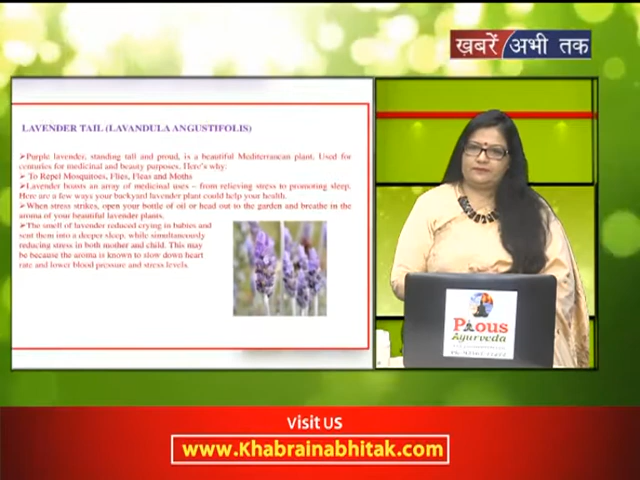 ख़बरें अभी तक
LAVENDER TAIL (LAVANDULA ANGUSTIFOLIS)
➢Purple lavender, standing tall and proud, is a beautiful Mediterranean plant. Used for
centuries for medicinal and beauty purposes. Here's why:
➢ To Repel Mosquitoes, Flies, Fleas and Moths
➢Lavender boasts an array of medicinal uses – from relieving stress to promoting sleep.
Here are a few ways your backyard lavender plant could help your health.
➢When stress strikes, open your bottle of oil or head out to the garden and breathe in the
aroma of your beautiful lavender plants.
➢The smell of lavender reduced crying in babies and
sent them into a deeper sleep, while simultaneously
reducing stress in both mother and child. This may
be because the aroma is known to slow down heart
rate and lower blood pressure and stress levels.
Pious
Ayurveda
Visit US
www.Khabrainabhitak.com